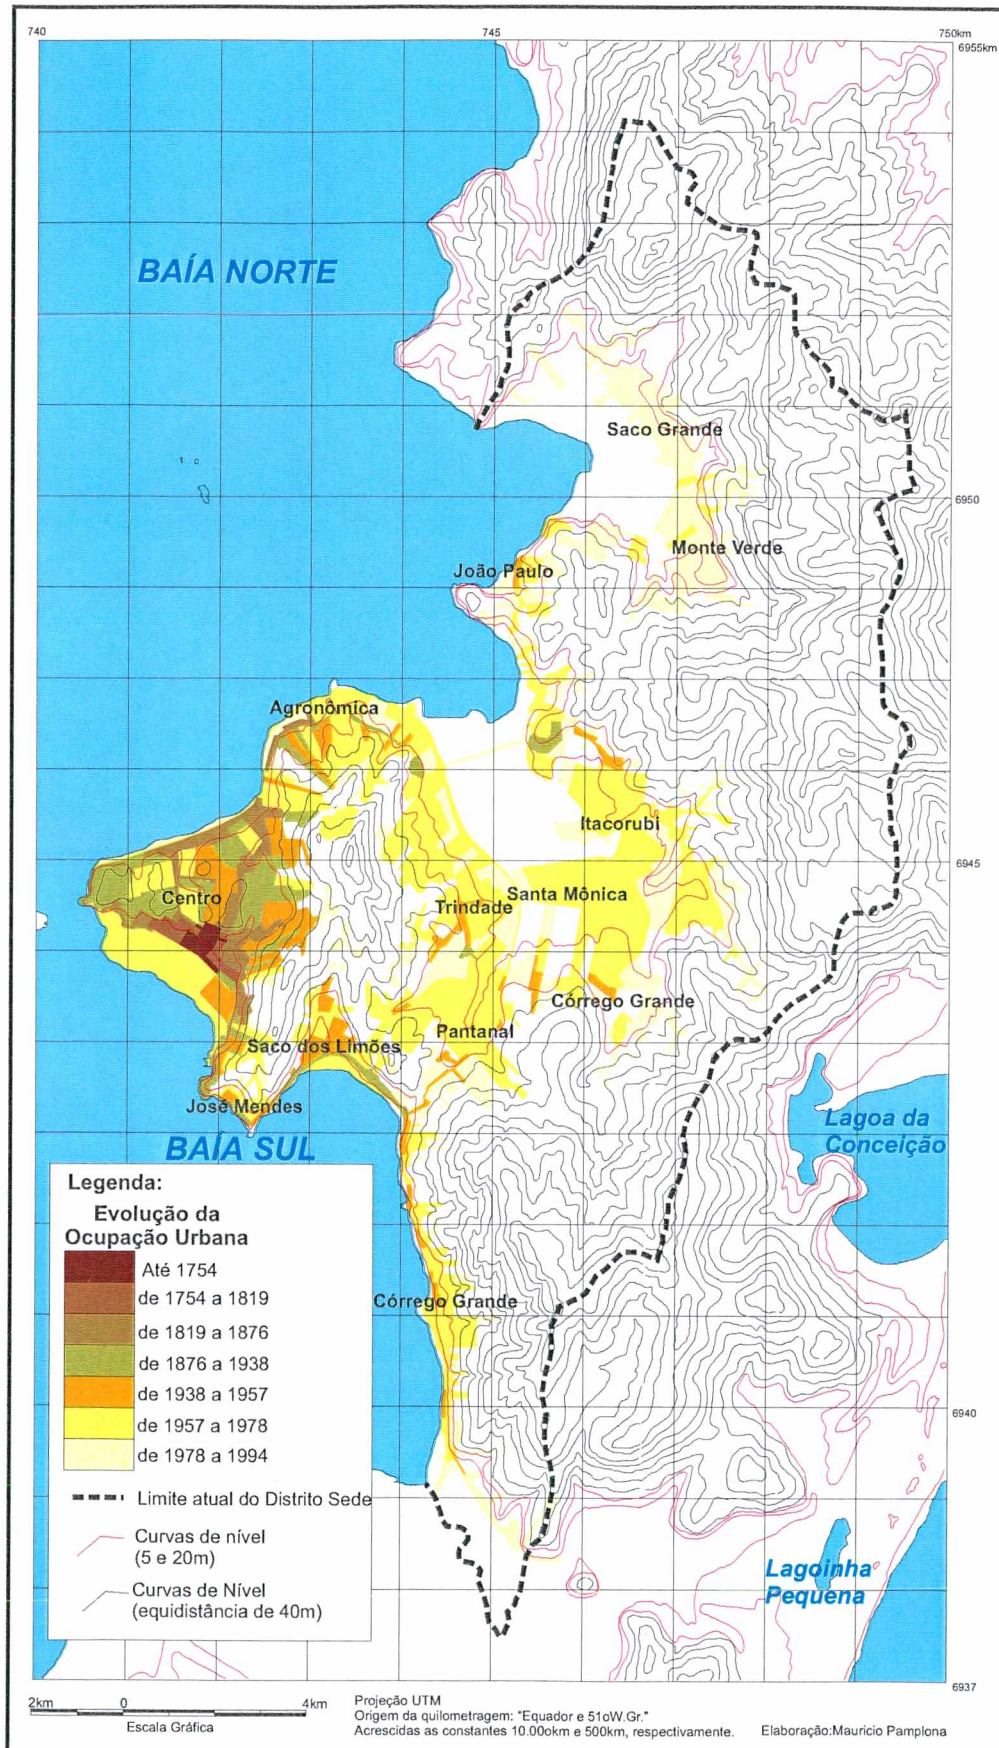 740
745
750km
6955km
BAÍA NORTE
Saco Grande
6950
Monte Verde
João Paulo
Agronômica
Itacorubi
6945
Santa Mônica
Centro
Trindade
Córrego Grande
Pantanal
Saco dos Limões
José Mendes
Lagoa da
Conceição
BAÍA SUL
Legenda:
Evolução da
Ocupação Urbana
Até 1754
de 1754 a 1819
de 1819 a 1876
de 1876 a 1938
de 1938 a 1957
de 1957 a 1978
de 1978 a 1994
Limite atual do Distrito Sede
Curvas de nível
(5 e 20m)
Curvas de Nível
(equidistância de 40m)
Córrego Grande
6940
Lagoinha
Pequena
6937
2km 0 4km
Escala Gráfica
Projeção UTM
Origem da quilometragem: "Equador e 51oW.Gr."
Acrescidas as constantes 10.00okm e 500km, respectivamente.
Elaboração:Mauricio Pamplona